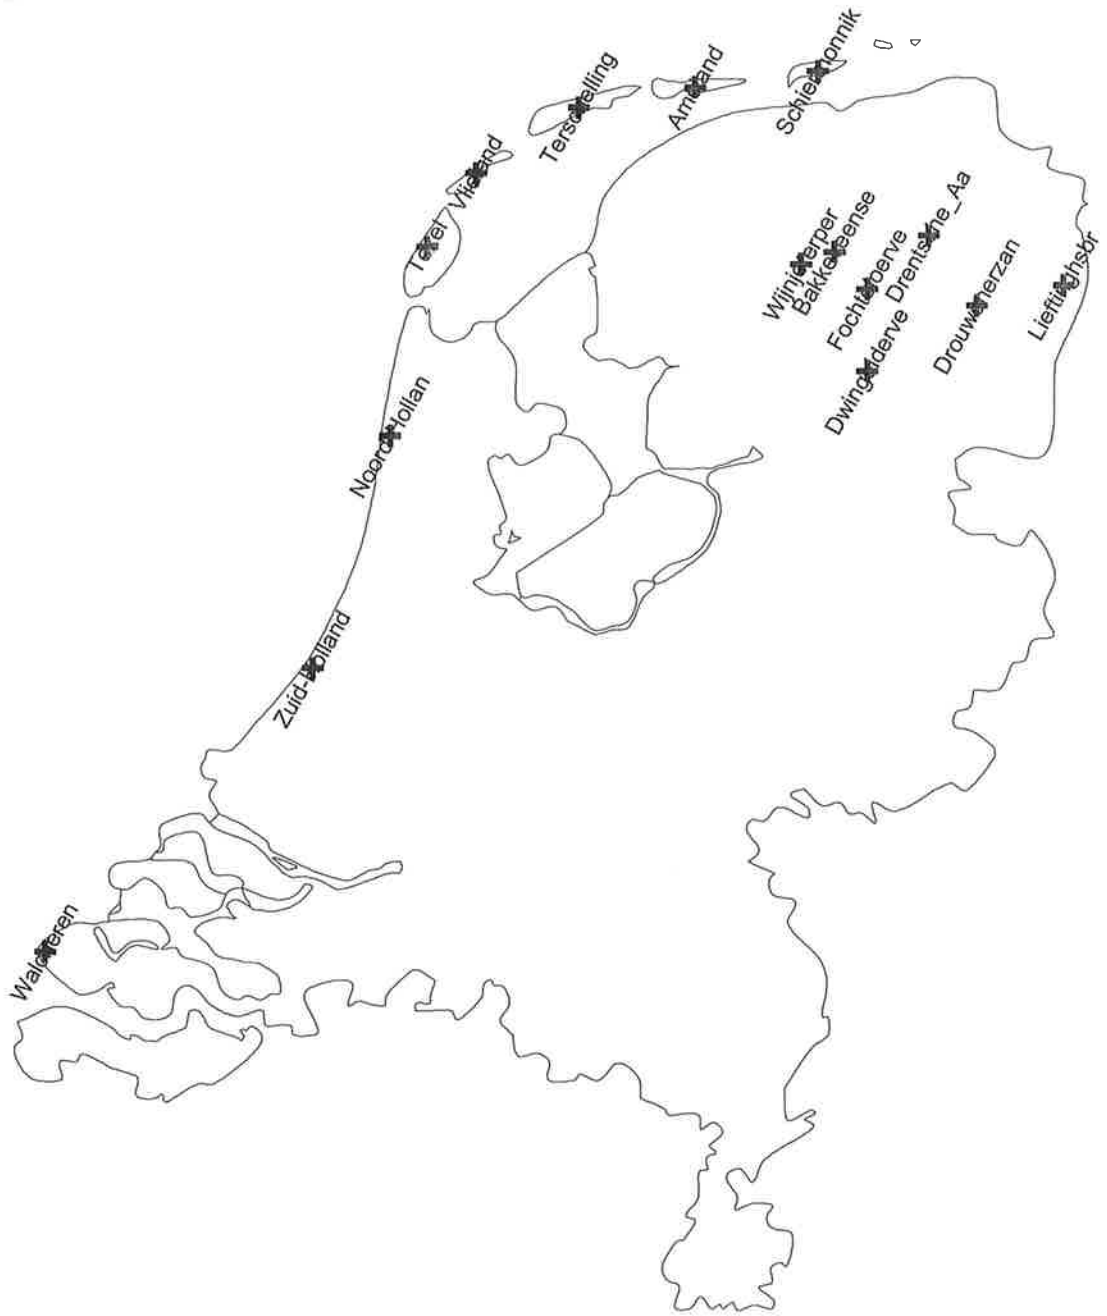 Schiermonnik
Ameland
Terschelling
Vlieland
Texel
Wijnjeterper
Bakkeveense
Drentsche_Aa
Fochteloerve
Drouwenerzan
Lieftinghsbr
Dwingelderve
Noord-Hollan
Zuid-Holland
Walcheren